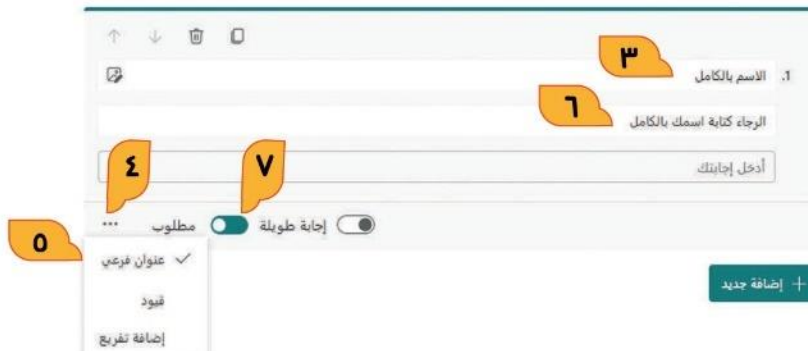 ٣
1. الاسم بالكامل
٦
الرجاء كتابة اسمك بالكامل
أدخل إجابتك
٤
٧
إجابة طويلة مطلوب ...
٥
عنوان فرعي
قيود
إضافة تفريع
+ إضافة جديد